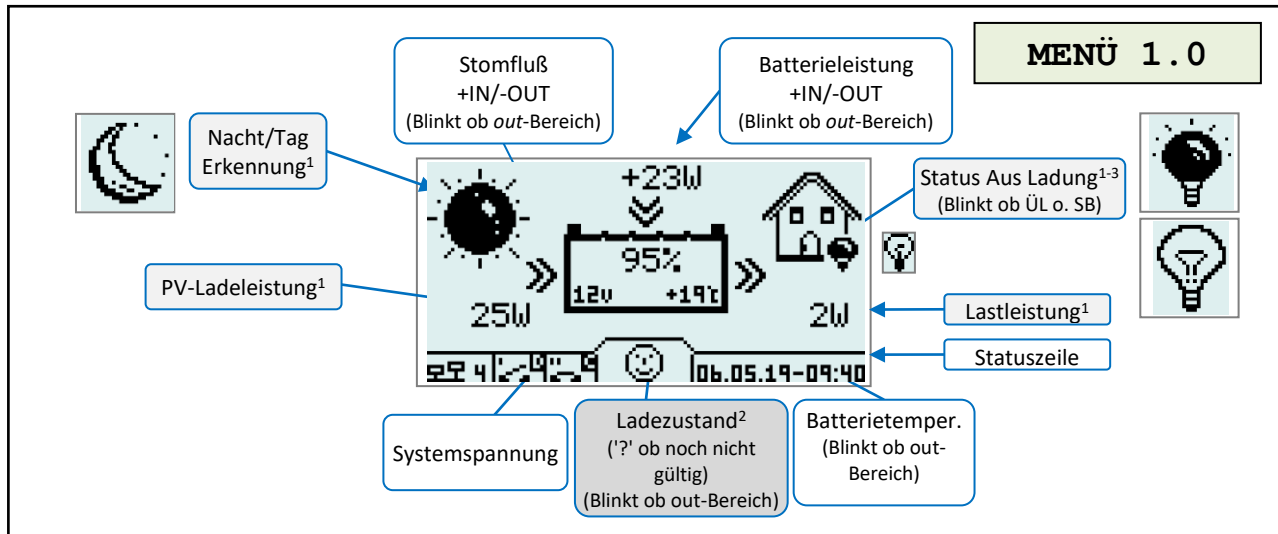 MENÜ 1.0
Stomfluß
+IN/-OUT
(Blinkt ob out-Bereich)
Batterieleistung
+IN/-OUT
(Blinkt ob out-Bereich)
Nacht/Tag
Erkennung¹
Status Aus Ladung¹⁻³
(Blinkt ob ÜL o. SB)
+23W
95%
12V +19℃
PV-Ladeleistung¹
25W
2W
Lastleistung¹
Statuszeile
4
06.05.19-09:40
Systemspannung
Ladezustand²
('?' ob noch nicht
gültig)
(Blinkt ob out-Bereich)
Batterietemper.
(Blinkt ob out-
Bereich)